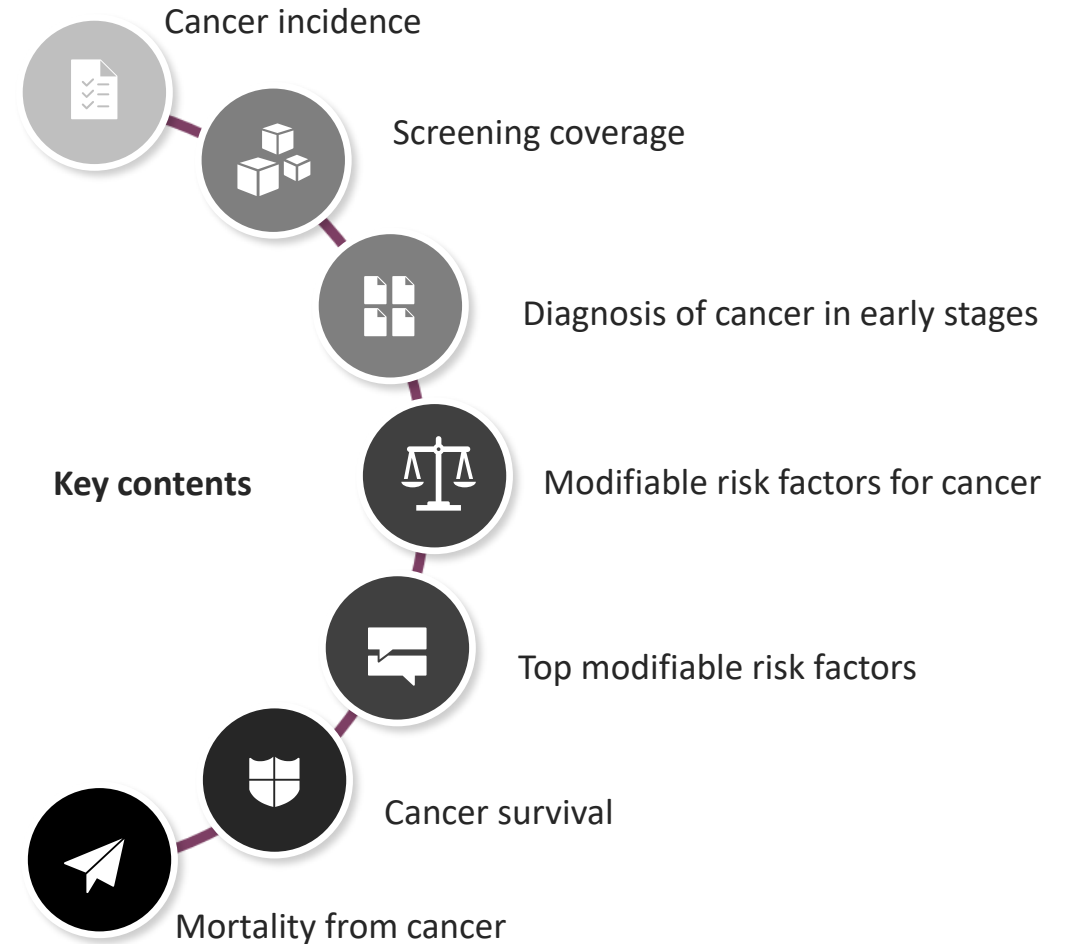 Cancer incidence
Screening coverage
Diagnosis of cancer in early stages
Key contents
Modifiable risk factors for cancer
Top modifiable risk factors
Cancer survival
Mortality from cancer